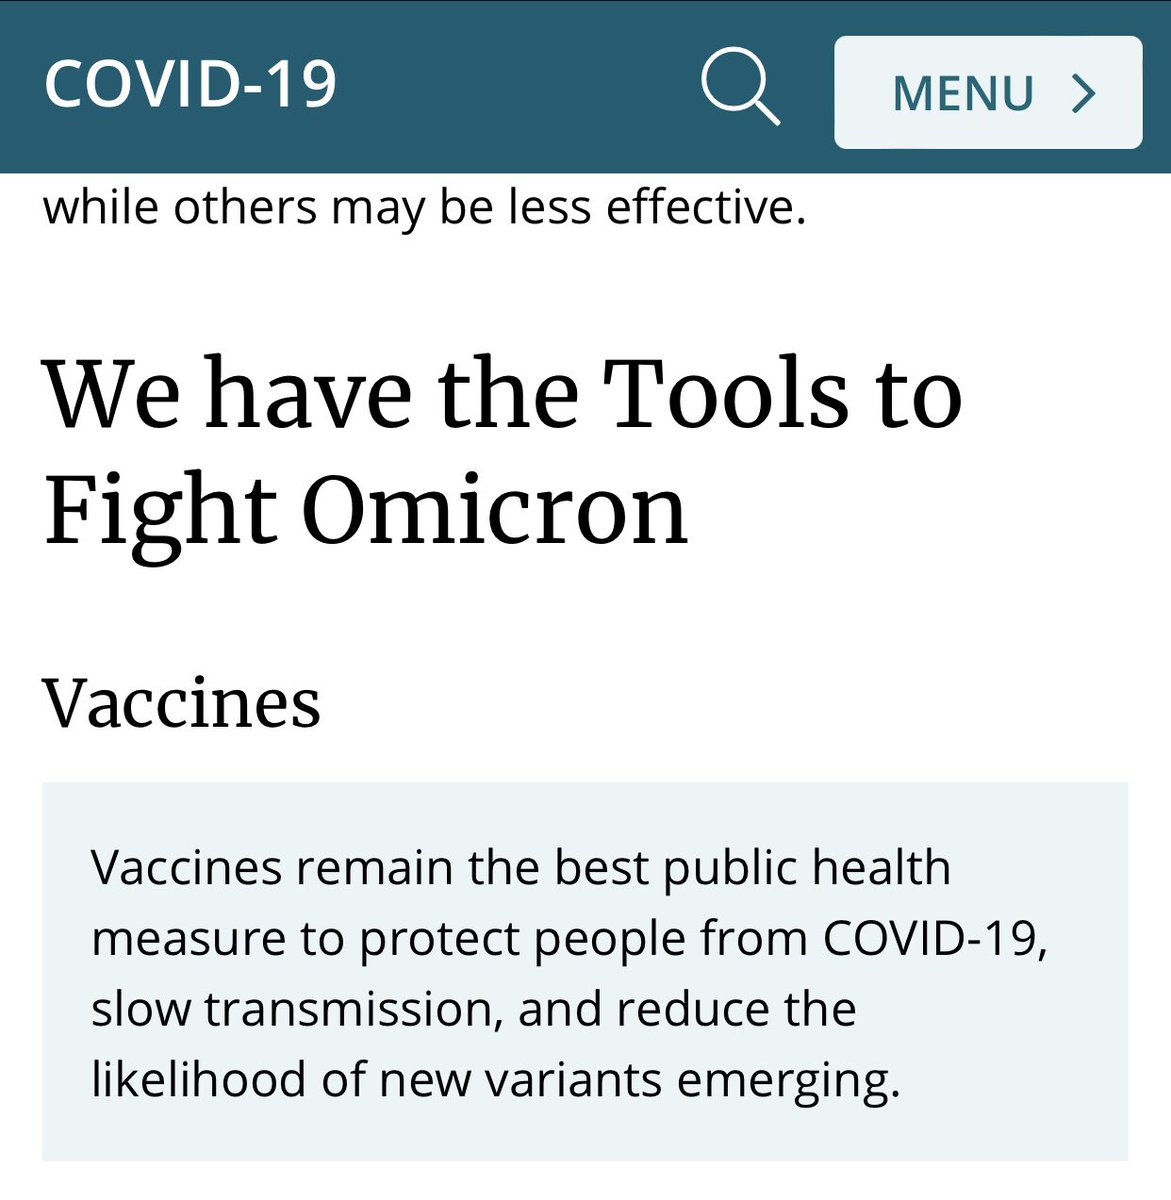 COVID-19
MENU
while others may be less effective.
We have the Tools to
Fight Omicron
Vaccines
Vaccines remain the best public health
measure to protect people from COVID-19,
slow transmission, and reduce the
likelihood of new variants emerging.